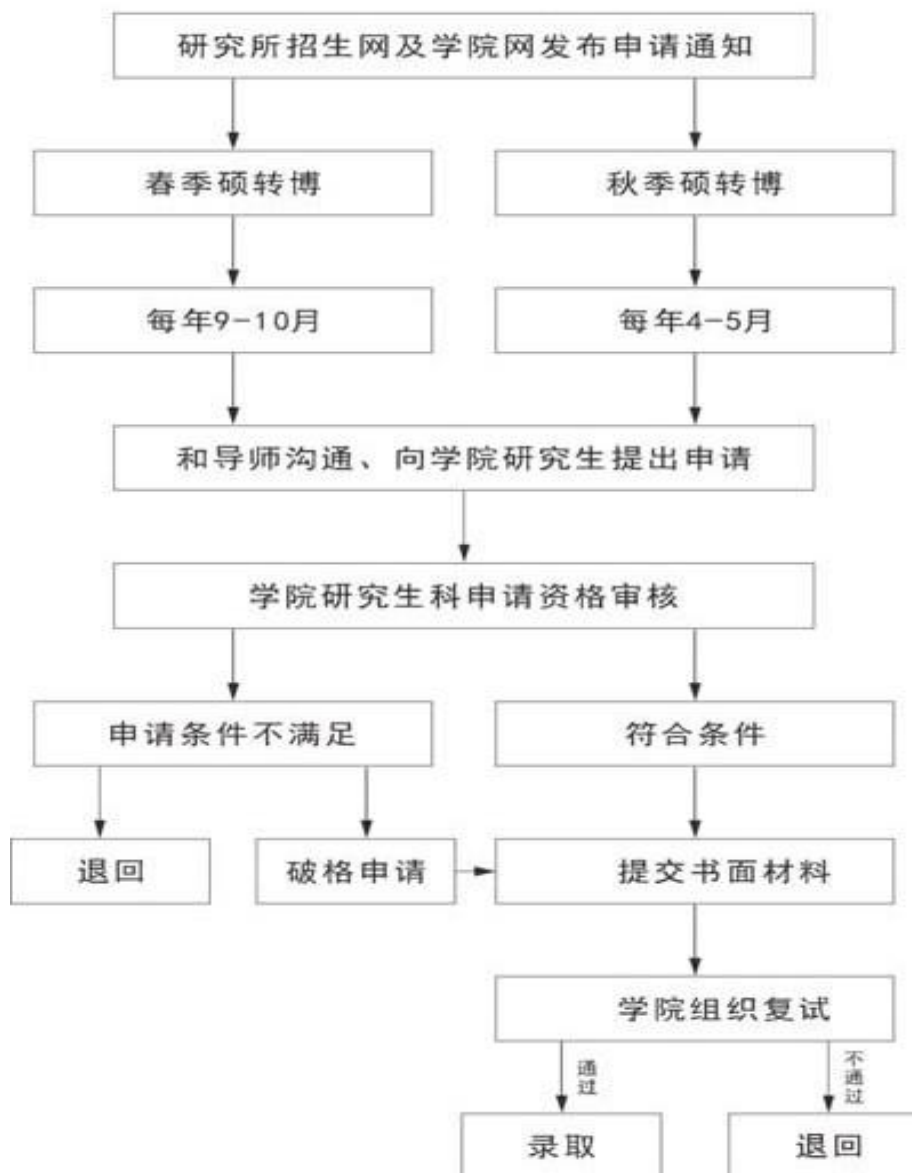 研究所招生网及学院网发布申请通知
春季硕转博
秋季硕转博
每年9-10月
每年4-5月
和导师沟通、向学院研究生提出申请
学院研究生科申请资格审核
申请条件不满足
符合条件
退回
破格申请
提交书面材料
学院组织复试
通过
不通过
录取
退回